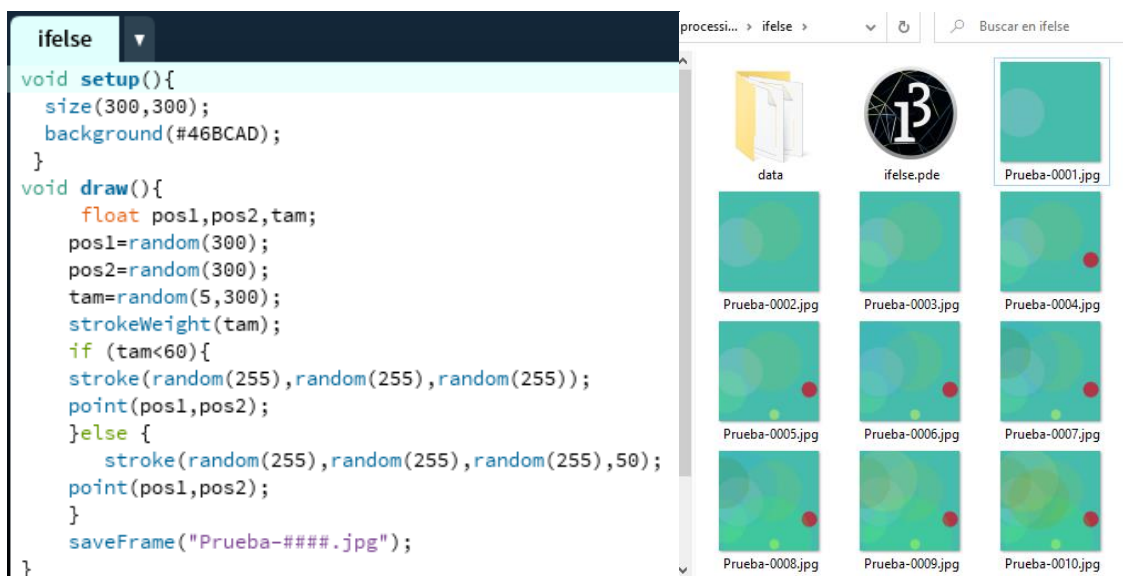 ifelse
void setup(){
size(300,300);
background(#46BCAD);
}
void draw(){
float pos1,pos2,tam;
pos1=random(300);
pos2=random(300);
tam=random(5,300);
strokeWeight(tam);
if (tam<60){
stroke(random(255),random(255),random(255));
point(pos1,pos2);
}else {
stroke(random(255),random(255),random(255),50);
point(pos1,pos2);
}
saveFrame("Prueba-####.jpg");
}
processi... > ifelse >
Buscar en ifelse
data
ifelse.pde
Prueba-0001.jpg
Prueba-0002.jpg
Prueba-0003.jpg
Prueba-0004.jpg
Prueba-0005.jpg
Prueba-0006.jpg
Prueba-0007.jpg
Prueba-0008.jpg
Prueba-0009.jpg
Prueba-0010.jpg